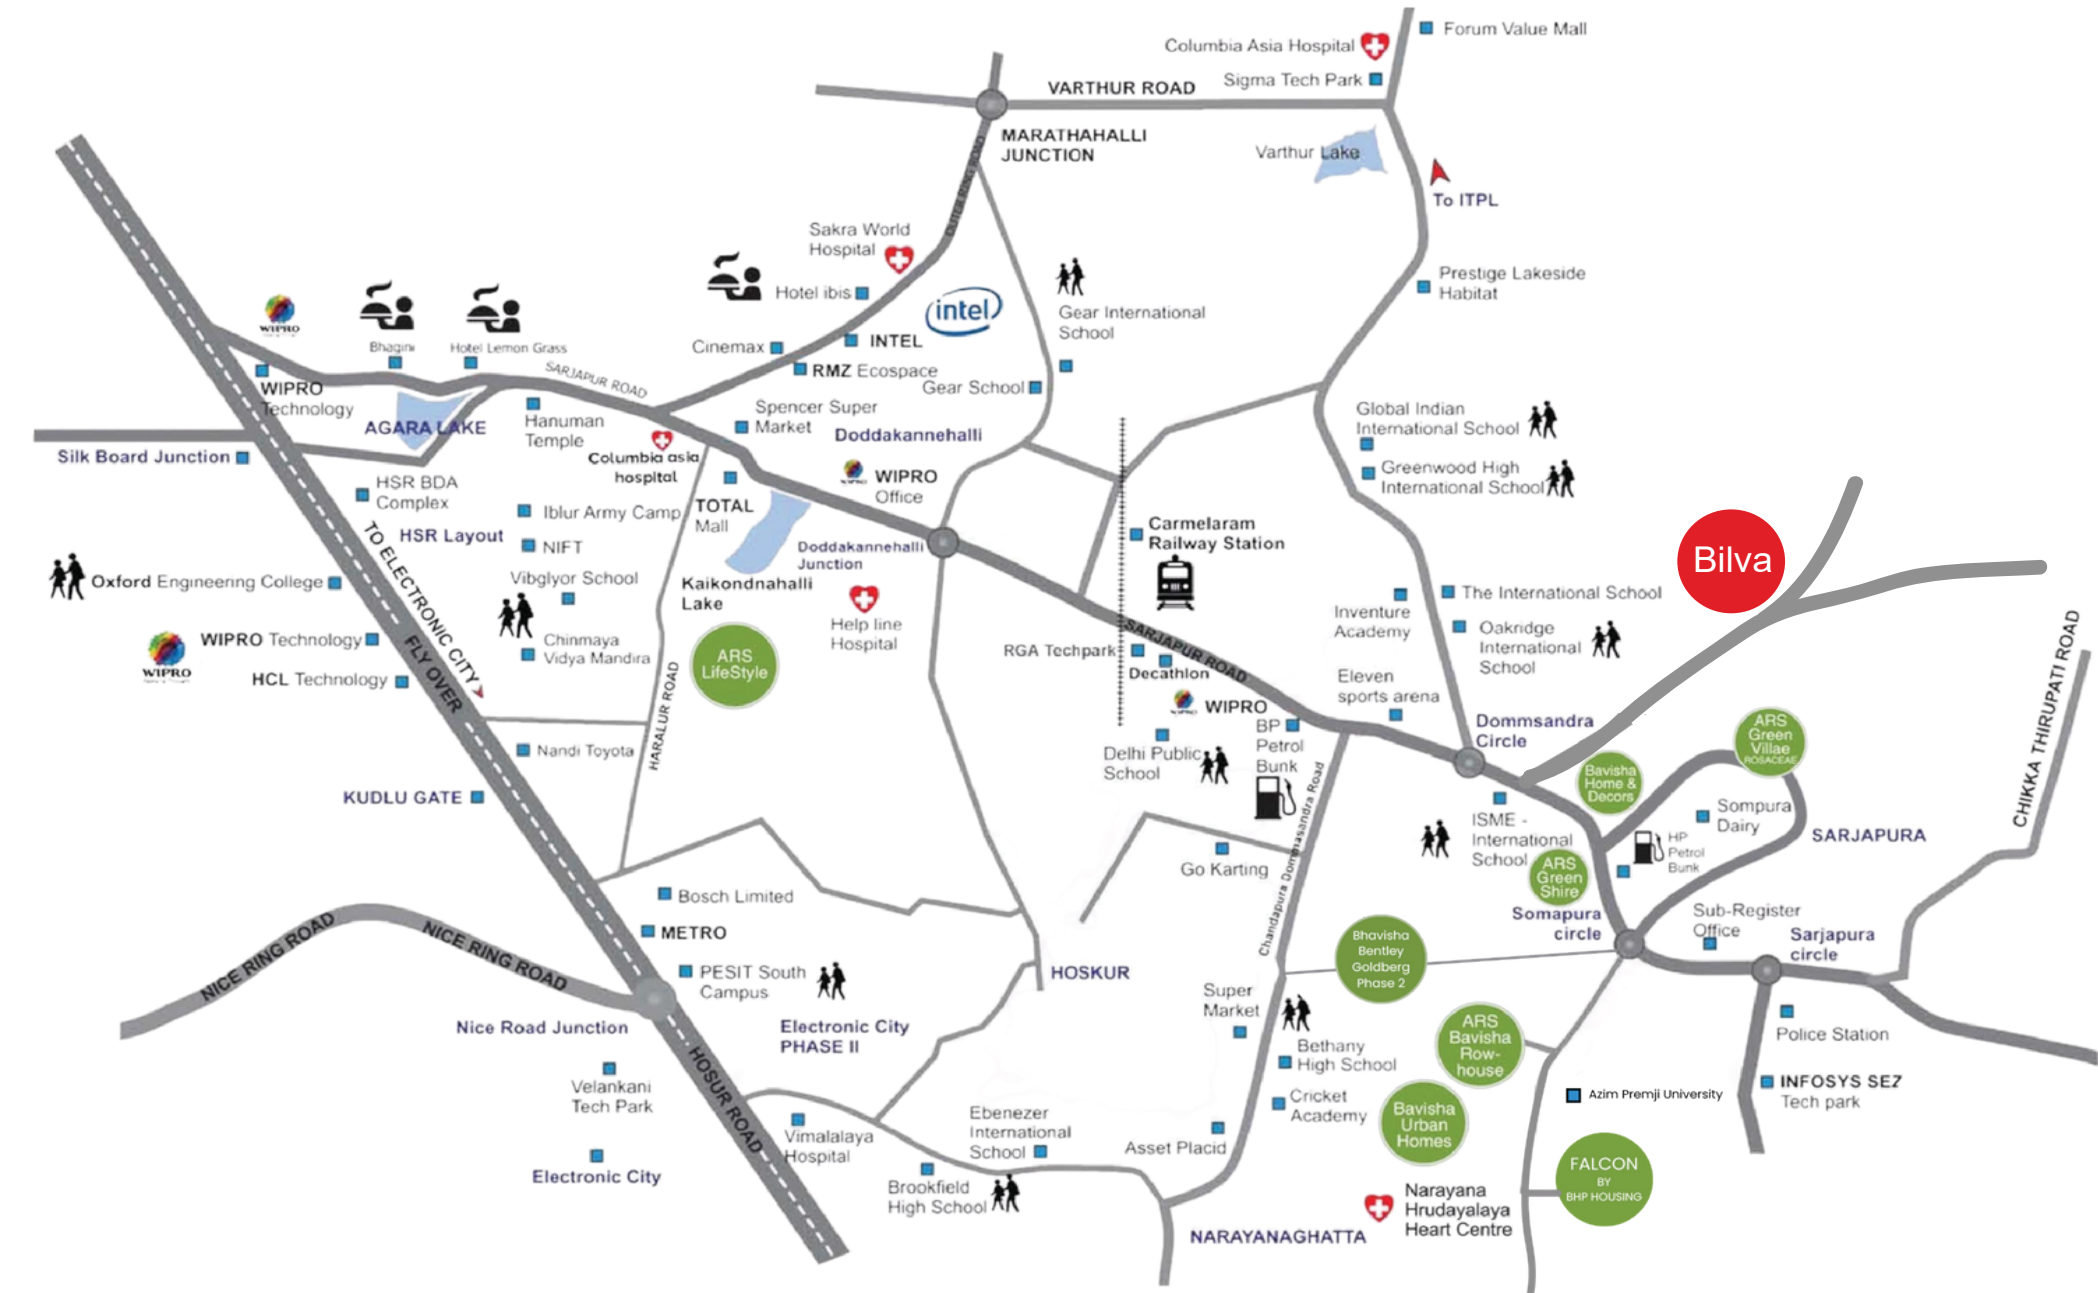 Forum Value Mall
Columbia Asia Hospital
Sigma Tech Park
VARTHUR ROAD
MARATHAHALLI
JUNCTION
Varthur Lake
To ITPL
OUTER RING ROAD
Sakra World
Hospital
Hotel ibis
intel
INTEL
Cinemax
RMZ Ecospace
Gear International
School
Gear School
Prestige Lakeside
Habitat
WIPRO
WIPRO
Technology
Bhagini
Hotel Lemon Grass
SARJAPUR ROAD
AGARA LAKE
Hanuman
Temple
Spencer Super
Market
Doddakannehalli
Columbia asia
hospital
Silk Board Junction
HSR BDA
Complex
HSR Layout
Iblur Army Camp
NIFT
TOTAL
Mall
WIPRO
WIPRO
Office
Doddakannehalli
Junction
Kaikondnahalli
Lake
Global Indian
International School
Greenwood High
International School
Carmelaram
Railway Station
Bilva
Oxford Engineering College
Vibglyor School
Chinmaya
Vidya Mandira
TO ELECTRONIC CITY
FLY OVER
WIPRO
WIPRO Technology
HCL Technology
ARS
LifeStyle
HARALUR ROAD
Help line
Hospital
RGA Techpark
SARJAPUR ROAD
Decathlon
WIPRO
WIPRO
Inventure
Academy
The International School
Oakridge
International
School
Eleven
sports arena
Dommsandra
Circle
CHIKKA THIRUPATI ROAD
Nandi Toyota
KUDLU GATE
Delhi Public
School
BP
Petrol
Bunk
Chandapura Dommasandra Road
ARS
Green
Villae
ROSACEAE
Bavisha
Home &
Decors
Sompura
Dairy
SARJAPURA
ISME -
International
School
HP
Petrol
Bunk
ARS
Green
Shire
Go Karting
Bosch Limited
METRO
PESIT South
Campus
NICE RING ROAD
NICE RING ROAD
Nice Road Junction
Electronic City
PHASE II
HOSKUR
Somapura
circle
Sub-Register
Office
Sarjapura
circle
Bhavisha
Bentley
Goldberg
Phase 2
Super
Market
ARS
Bavisha
Row-
house
Bethany
High School
Cricket
Academy
Bavisha
Urban
Homes
Police Station
INFOSYS SEZ
Tech park
Azim Premji University
Velankani
Tech Park
HOSUR ROAD
Electronic City
Vimalalaya
Hospital
Ebenezer
International
School
Brookfield
High School
Asset Placid
FALCON
BY
BHP HOUSING
Narayana
Hrudayalaya
Heart Centre
NARAYANAGHATTA